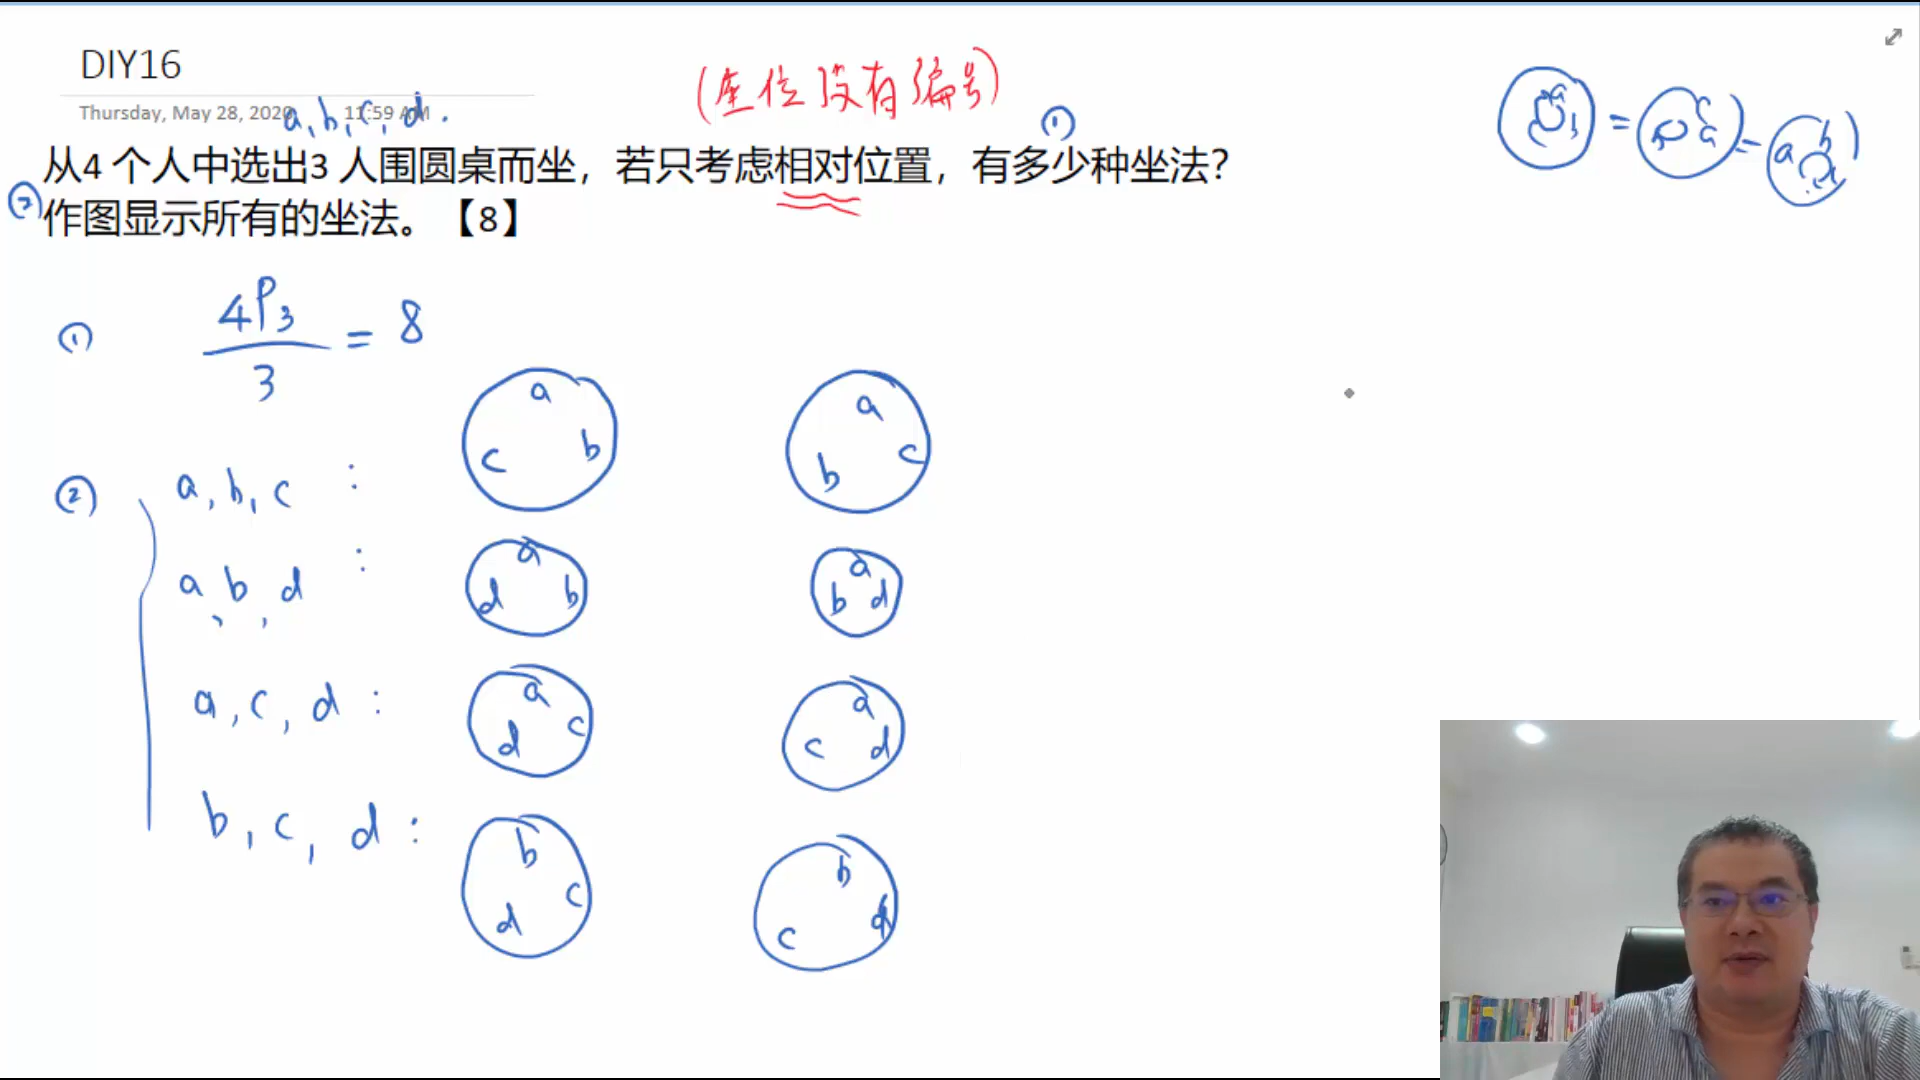 DIY16
Thursday, May 28, 2020 11:59 AM
a, b, c, d.
(座位没有编号)
①
从4 个人中选出3 人围圆桌而坐，若只考虑相对位置，有多少种坐法?
② 作图显示所有的坐法。【8】
a b c = b c a = a b c
① 4P3 / 3 = 8
② a, b, c : a c b a b c
a, b, d : a d b a b d
a, c, d : a d c a c d
b, c, d : b d c b c d